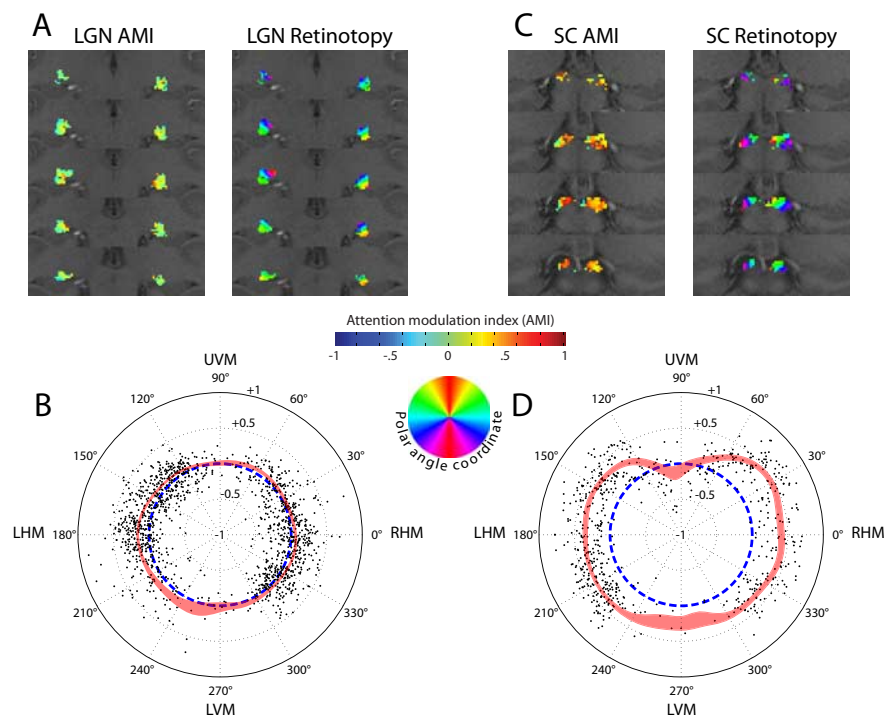 A
LGN AMI
LGN Retinotopy
C
SC AMI
SC Retinotopy
Attention modulation index (AMI)
-1
-.5
0
.5
1
Polar angle coordinate
B
UVM
90°
+1
120°
60°
+0.5
150°
30°
-0.5
LHM
180°
-1
0°
RHM
210°
330°
240°
300°
270°
LVM
D
UVM
90°
+1
120°
60°
+0.5
150°
30°
-0.5
LHM
180°
-1
0°
RHM
210°
330°
240°
300°
270°
LVM